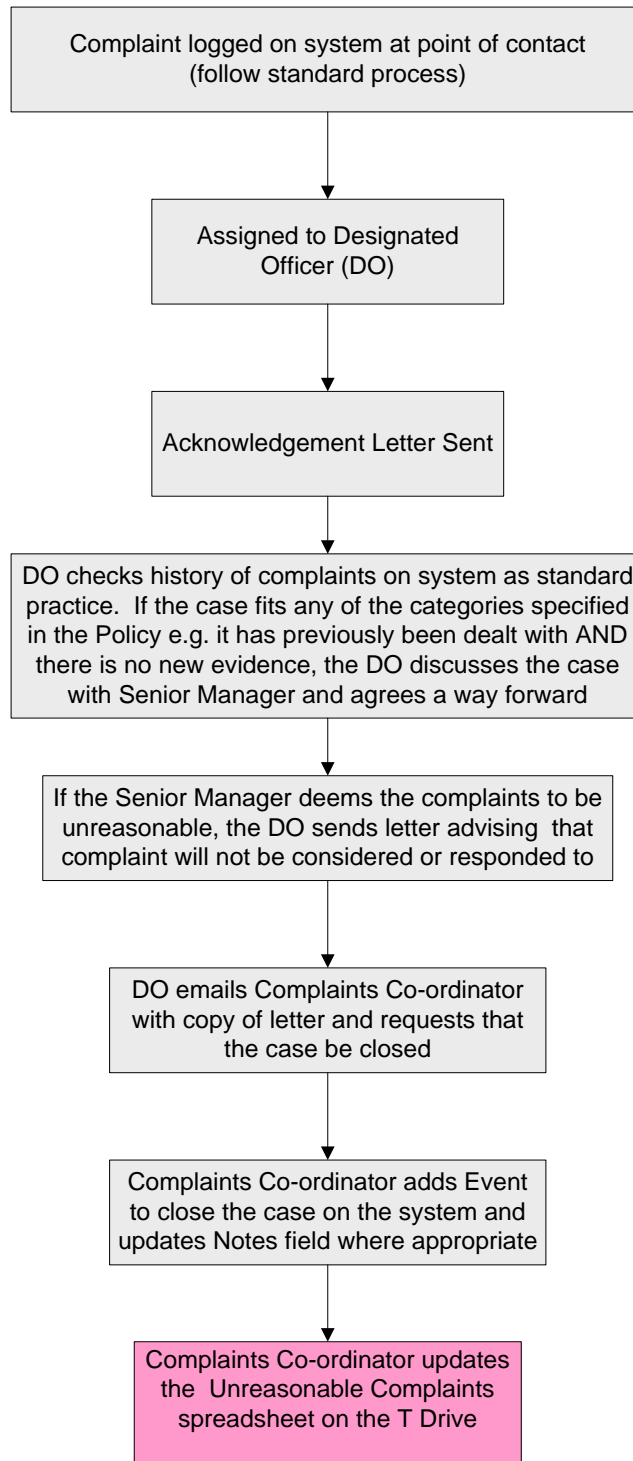 Complaint logged on system at point of contact
(follow standard process)
Assigned to Designated
Officer (DO)
Acknowledgement Letter Sent
DO checks history of complaints on system as standard
practice.  If the case fits any of the categories specified
in the Policy e.g. it has previously been dealt with AND
there is no new evidence, the DO discusses the case
with Senior Manager and agrees a way forward
If the Senior Manager deems the complaints to be
unreasonable, the DO sends letter advising  that
complaint will not be considered or responded to
DO emails Complaints Co-ordinator
with copy of letter and requests that
the case be closed
Complaints Co-ordinator adds Event
to close the case on the system and
updates Notes field where appropriate
Complaints Co-ordinator updates
the  Unreasonable Complaints
spreadsheet on the T Drive